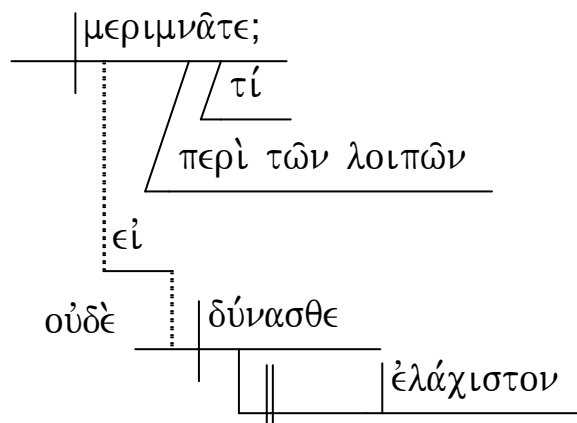 μεριμνᾶτε;
τί
περὶ τῶν λοιπῶν
εἰ
οὐδὲ δύνασθε
ἐλάχιστον